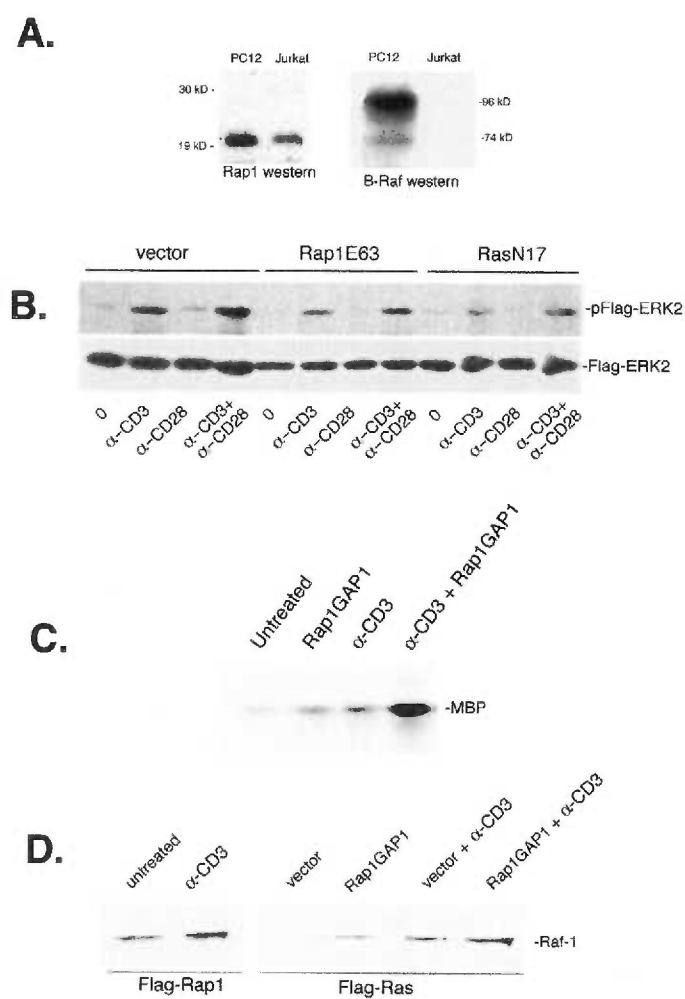 A.
PC12 Jurkat
PC12 Jurkat
30 kD -
19 kD -
-96 kD
-74 kD
Rap1 western
B-Raf western
vector
Rap1E63
RasN17
B.
-pFlag-ERK2
-Flag-ERK2
0
α-CD3
α-CD28
α-CD3+
α-CD28
0
α-CD3
α-CD28
α-CD3+
α-CD28
0
α-CD3
α-CD28
α-CD3+
α-CD28
C.
Untreated
Rap1GAP1
α-CD3
α-CD3 + Rap1GAP1
-MBP
D.
untreated
α-CD3
vector
Rap1GAP1
vector + α-CD3
Rap1GAP1 + α-CD3
-Raf-1
Flag-Rap1
Flag-Ras